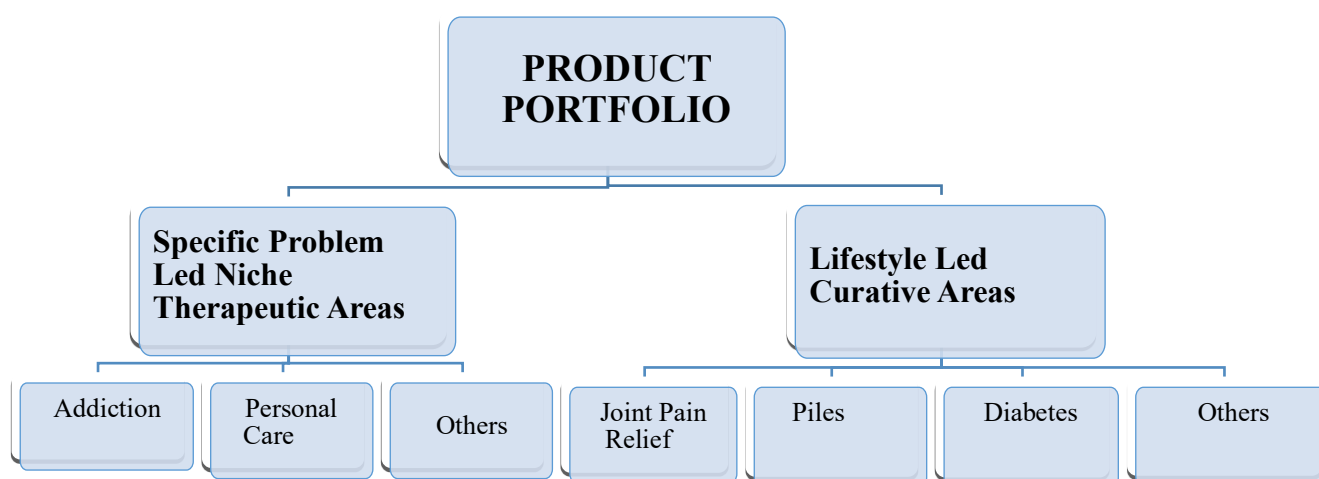 PRODUCT
PORTFOLIO
Specific Problem
Led Niche
Therapeutic Areas
Lifestyle Led
Curative Areas
Addiction
Personal
Care
Others
Joint Pain
Relief
Piles
Diabetes
Others